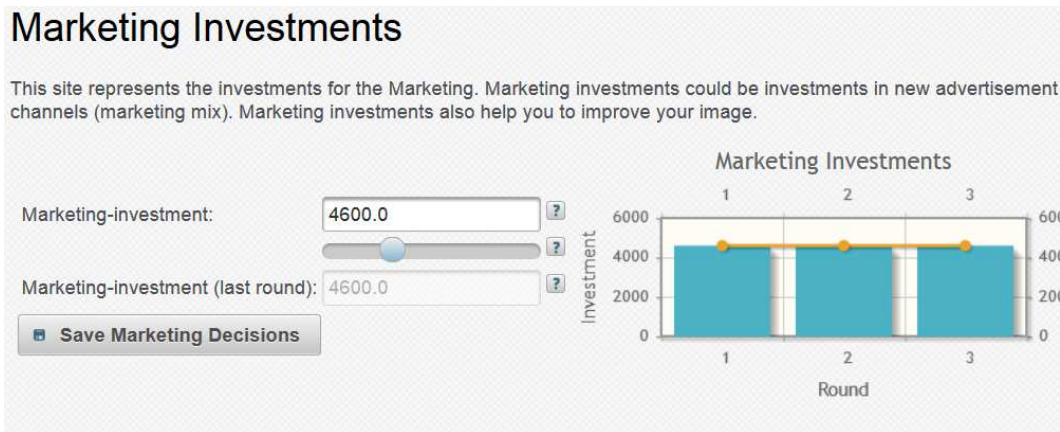 Marketing Investments
This site represents the investments for the Marketing. Marketing investments could be investments in new advertisement
channels (marketing mix). Marketing investments also help you to improve your image.
Marketing-investment:
4600.0
?
?
Marketing-investment (last round):
4600.0
?
Save Marketing Decisions
Marketing Investments
1 2 3
6000
4000
2000
0
Investment
600
400
200
0
1 2 3
Round